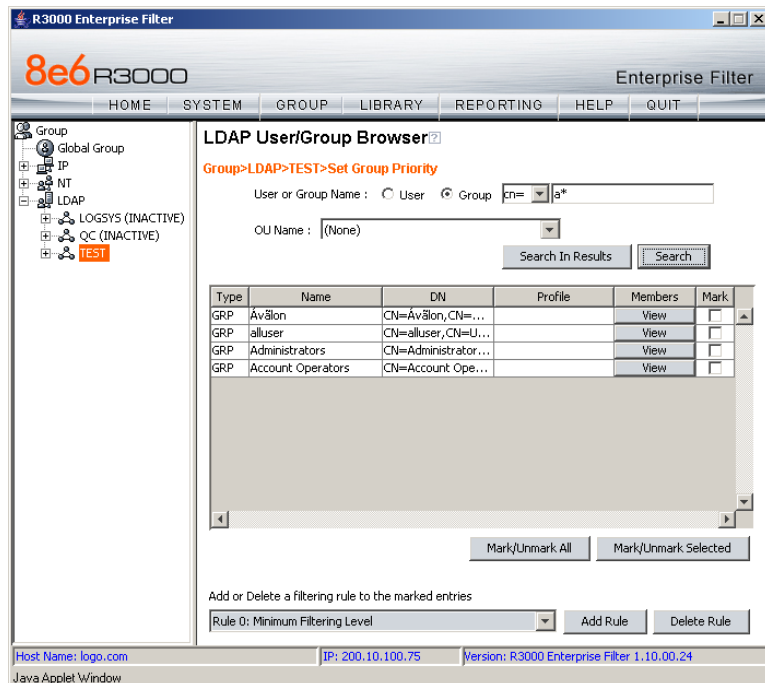 R3000 Enterprise Filter
8e6 R3000
Enterprise Filter
HOME SYSTEM GROUP LIBRARY REPORTING HELP QUIT
Group
Global Group
IP
NT
LDAP
LOGSYS (INACTIVE)
QC (INACTIVE)
TEST
LDAP User/Group Browser?
Group>LDAP>TEST>Set Group Priority
User or Group Name : User Group cn= a*
OU Name : (None)
Search In Results Search
Type Name DN Profile Members Mark
GRP Ávãlon CN=Ávãlon,CN=... View
GRP alluser CN=alluser,CN=U... View
GRP Administrators CN=Administrator... View
GRP Account Operators CN=Account Ope... View
Mark/Unmark All Mark/Unmark Selected
Add or Delete a filtering rule to the marked entries
Rule 0: Minimum Filtering Level Add Rule Delete Rule
Host Name: logo.com IP: 200.10.100.75 Version: R3000 Enterprise Filter 1.10.00.24
Java Applet Window